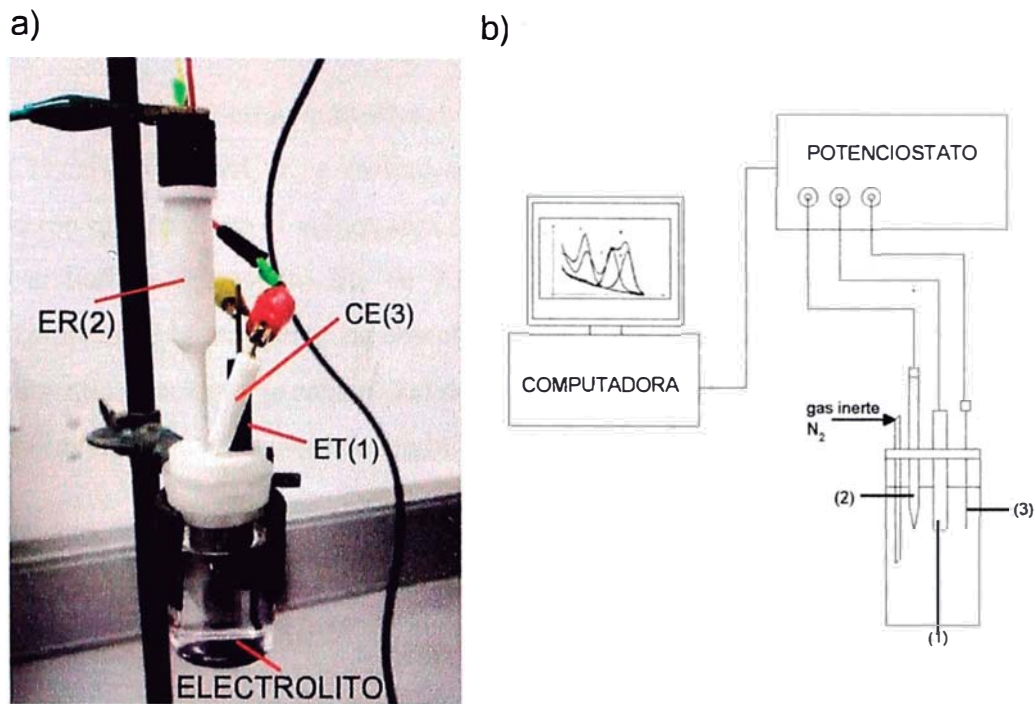 a)
ER(2)
CE(3)
ET(1)
ELECTROLITO
b)
POTENCIOSTATO
COMPUTADORA
gas inerte
N₂
(2)
(3)
(1)